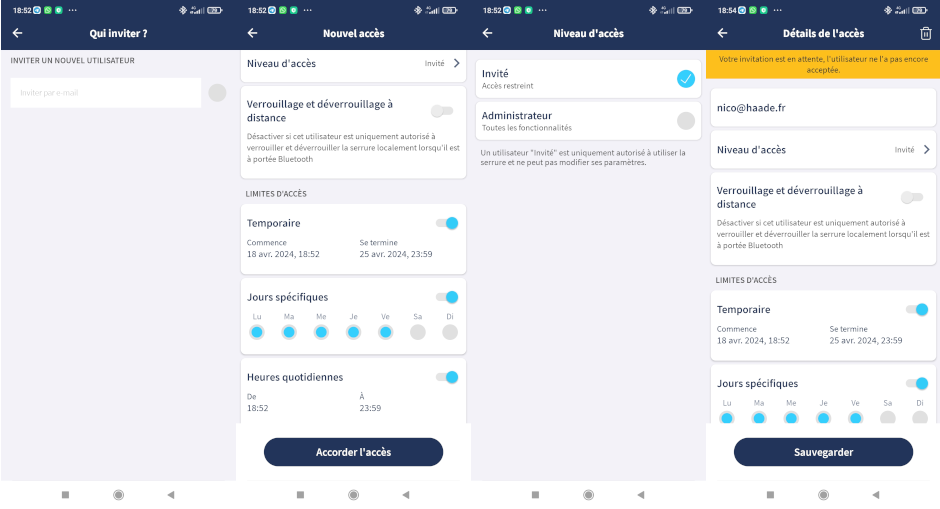 18:52
Qui inviter ?
INVITER UN NOUVEL UTILISATEUR
Inviter par e-mail
18:52
Nouvel accès
Niveau d'accès
Invité
Verrouillage et déverrouillage à
distance
Désactiver si cet utilisateur est uniquement autorisé à
verrouiller et déverrouiller la serrure localement lorsqu'il est
à portée Bluetooth
LIMITES D'ACCÈS
Temporaire
Commence
Se termine
18 avr. 2024, 18:52
25 avr. 2024, 23:59
Jours spécifiques
Lu Ma Me Je Ve Sa Di
Heures quotidiennes
De
À
18:52
23:59
Accorder l'accès
18:52
Niveau d'accès
Invité
Accès restreint
Administrateur
Toutes les fonctionnalités
Un utilisateur "Invité" est uniquement autorisé à utiliser la
serrure et ne peut pas modifier ses paramètres.
18:54
Détails de l'accès
Votre invitation est en attente, l'utilisateur ne l'a pas encore
acceptée.
nico@haade.fr
Niveau d'accès
Invité
Verrouillage et déverrouillage à
distance
Désactiver si cet utilisateur est uniquement autorisé à
verrouiller et déverrouiller la serrure localement lorsqu'il est
à portée Bluetooth
LIMITES D'ACCÈS
Temporaire
Commence
Se termine
18 avr. 2024, 18:52
25 avr. 2024, 23:59
Jours spécifiques
Lu Ma Me Je Ve Sa Di
Sauvegarder